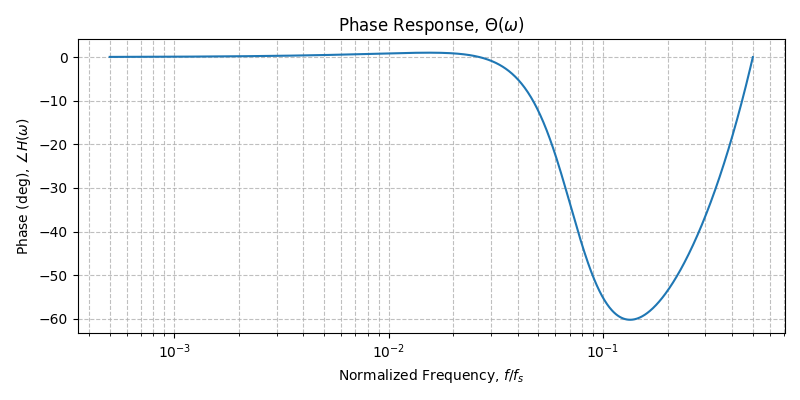 Phase Response, Θ(ω)
Phase (deg), ∠H(ω)
0
−10
−20
−30
−40
−50
−60
10⁻³ 10⁻² 10⁻¹
Normalized Frequency, f/fₛ